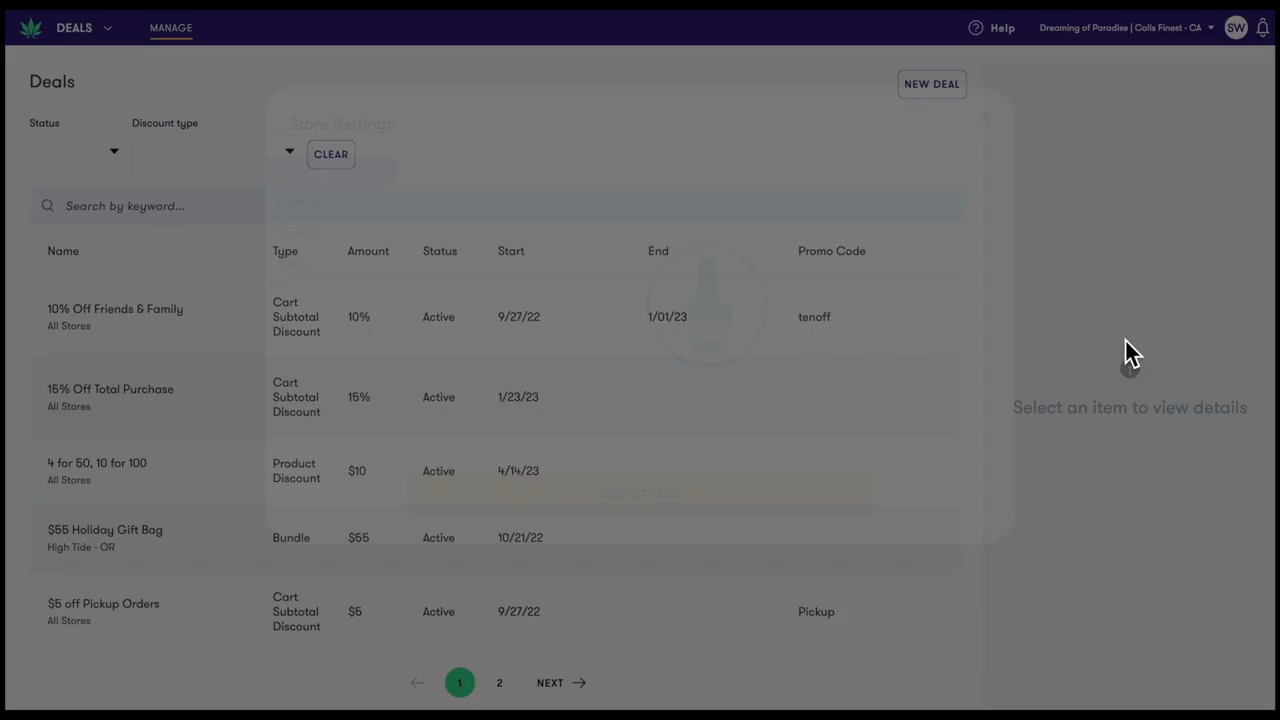 DEALS
MANAGE
Help
Dreaming of Paradise | Calis Finest - CA
SW
Deals
NEW DEAL
Status
Discount type
Store Settings
CLEAR
Search by keyword...
Name
Type
Amount
Status
Start
End
Promo Code
10% Off Friends & Family
All Stores
Cart
Subtotal
Discount
10%
Active
9/27/22
1/01/23
tenoff
15% Off Total Purchase
All Stores
Cart
Subtotal
Discount
15%
Active
1/23/23
4 for 50, 10 for 100
All Stores
Product
Discount
$10
Active
4/14/23
$55 Holiday Gift Bag
High Tide - OR
Bundle
$55
Active
10/21/22
$5 off Pickup Orders
All Stores
Cart
Subtotal
Discount
$5
Active
9/27/22
Pickup
Select an item to view details
1
2
NEXT